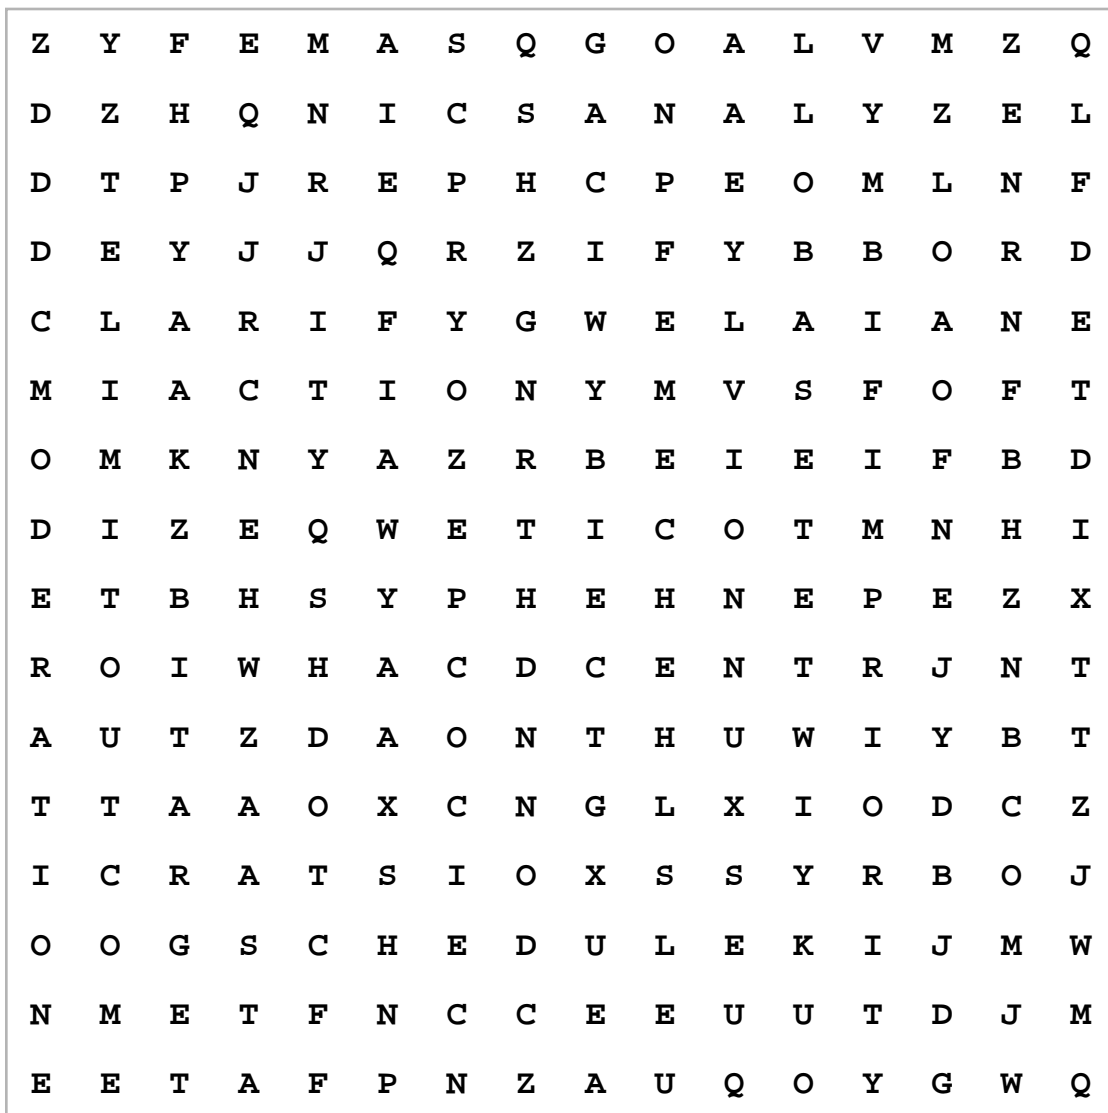 Z Y F E M A S Q G O A L V M Z Q
D Z H Q N I C S A N A L Y Z E L
D T P J R E P H C P E O M L N F
D E Y J J Q R Z I F Y B B O R D
C L A R I F Y G W E L A I A N E
M I A C T I O N Y M V S F O F T
O M K N Y A Z R B E I E I F B D
D I Z E Q W E T I C O T M N H I
E T B H S Y P H E H N E P E Z X
R O I W H A C D C E N T R J N T
A U T Z D A O N T H U W I Y B T
T T A A O X C N G L X I O D C Z
I C R A T S I O X S S Y R B O J
O O G S C H E D U L E K I J M W
N M E T F N C C E E U U T D J M
E E T A F P N Z A U Q O Y G W Q